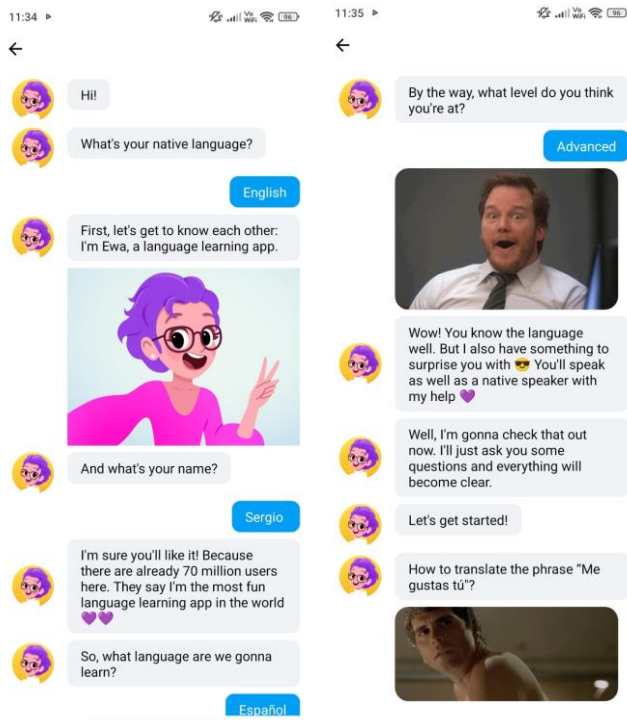 11:34
Vo
WiFi
96
Hi!
What's your native language?
English
First, let's get to know each other:
I'm Ewa, a language learning app.
And what's your name?
Sergio
I'm sure you'll like it! Because
there are already 70 million users
here. They say I'm the most fun
language learning app in the world
💜💜
So, what language are we gonna
learn?
Español
11:35
Vo
WiFi
96
By the way, what level do you think
you're at?
Advanced
Wow! You know the language
well. But I also have something to
surprise you with 😎 You'll speak
as well as a native speaker with
my help 💜
Well, I'm gonna check that out
now. I'll just ask you some
questions and everything will
become clear.
Let's get started!
How to translate the phrase "Me
gustas tú"?